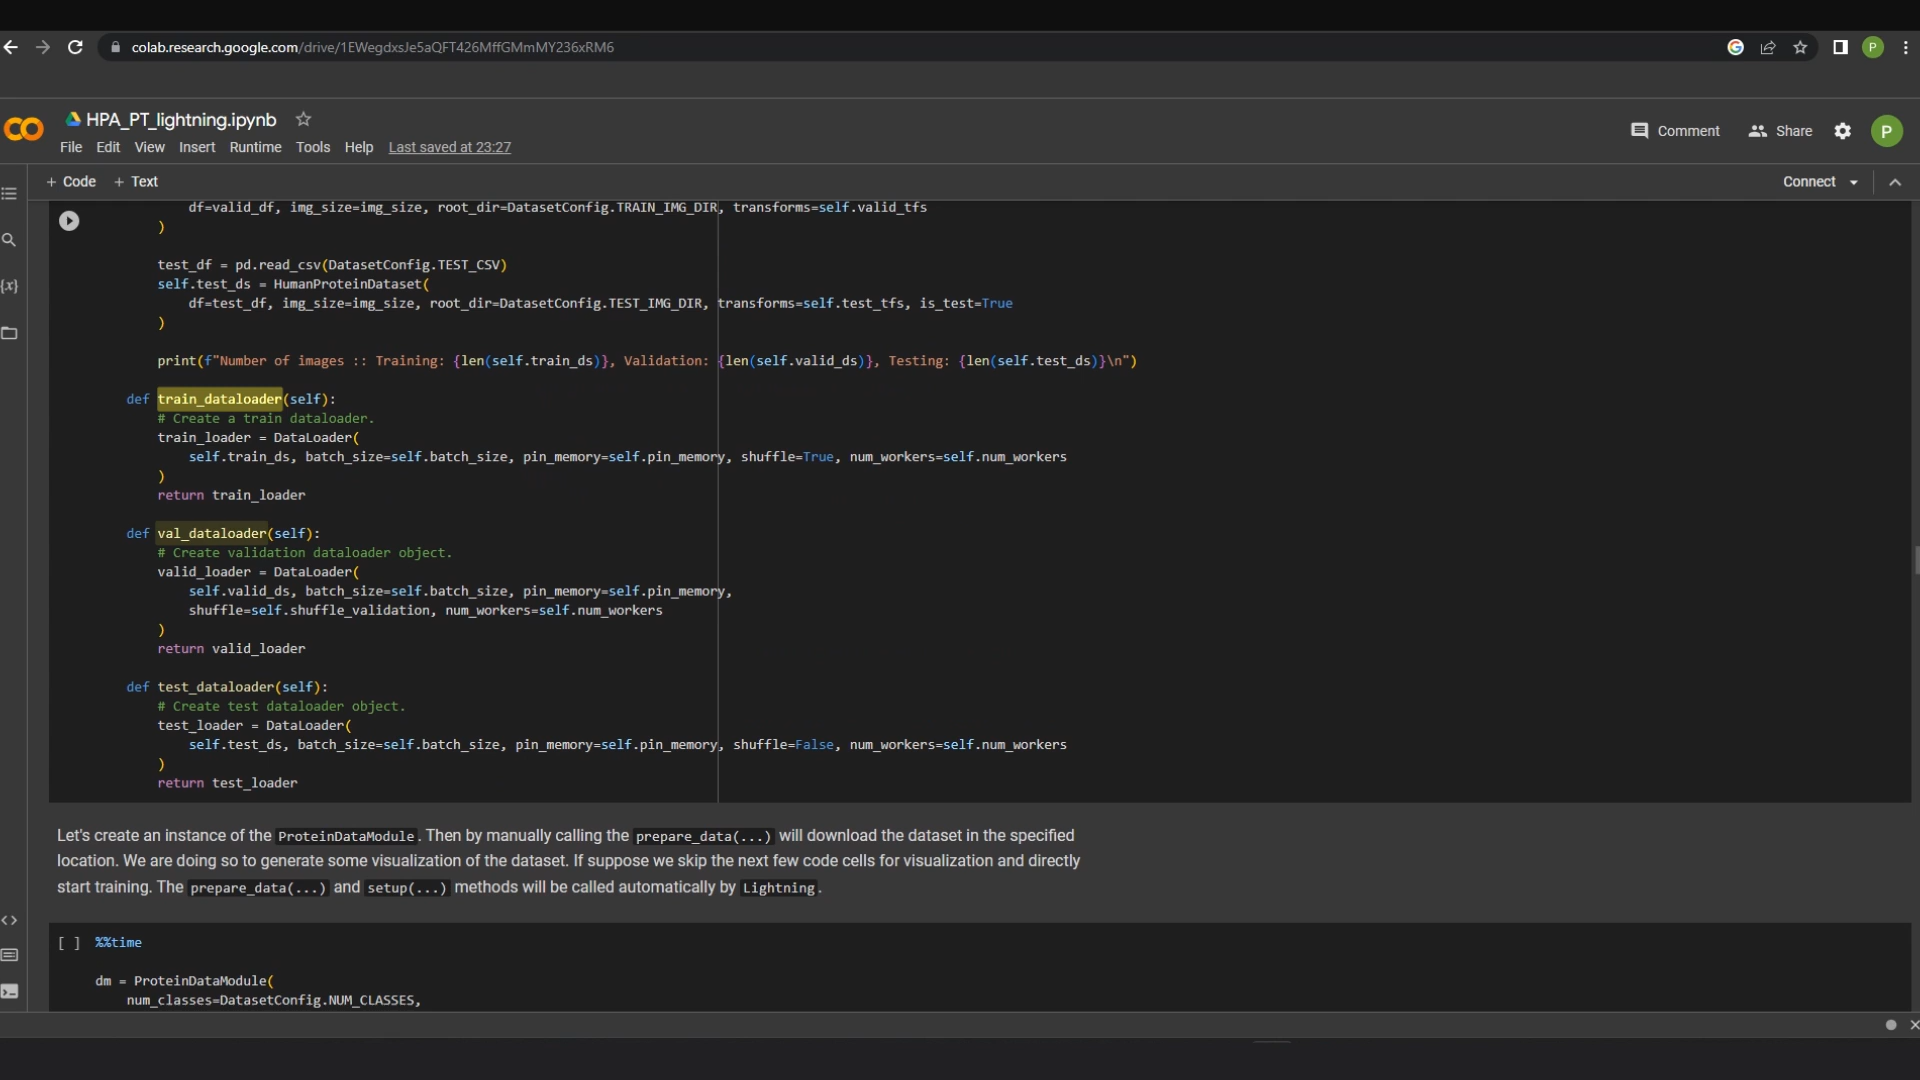 colab.research.google.com/drive/1EWegdxsJe5aQFT426MffGMmMY236xRM6
P
CO HPA_PT_lightning.ipynb
File Edit View Insert Runtime Tools Help Last saved at 23:27
Comment Share P
+ Code + Text Connect
df=valid_df, img_size=img_size, root_dir=DatasetConfig.TRAIN_IMG_DIR, transforms=self.valid_tfs
)
test_df = pd.read_csv(DatasetConfig.TEST_CSV)
self.test_ds = HumanProteinDataset(
df=test_df, img_size=img_size, root_dir=DatasetConfig.TEST_IMG_DIR, transforms=self.test_tfs, is_test=True
)
print(f"Number of images :: Training: {len(self.train_ds)}, Validation: {len(self.valid_ds)}, Testing: {len(self.test_ds)}\n")
def train_dataloader(self):
# Create a train dataloader.
train_loader = DataLoader(
self.train_ds, batch_size=self.batch_size, pin_memory=self.pin_memory, shuffle=True, num_workers=self.num_workers
)
return train_loader
def val_dataloader(self):
# Create validation dataloader object.
valid_loader = DataLoader(
self.valid_ds, batch_size=self.batch_size, pin_memory=self.pin_memory,
shuffle=self.shuffle_validation, num_workers=self.num_workers
)
return valid_loader
def test_dataloader(self):
# Create test dataloader object.
test_loader = DataLoader(
self.test_ds, batch_size=self.batch_size, pin_memory=self.pin_memory, shuffle=False, num_workers=self.num_workers
)
return test_loader
Let's create an instance of the ProteinDataModule. Then by manually calling the prepare_data(...) will download the dataset in the specified
location. We are doing so to generate some visualization of the dataset. If suppose we skip the next few code cells for visualization and directly
start training. The prepare_data(...) and setup(...) methods will be called automatically by Lightning.
[ ] %%time
dm = ProteinDataModule(
num_classes=DatasetConfig.NUM_CLASSES,